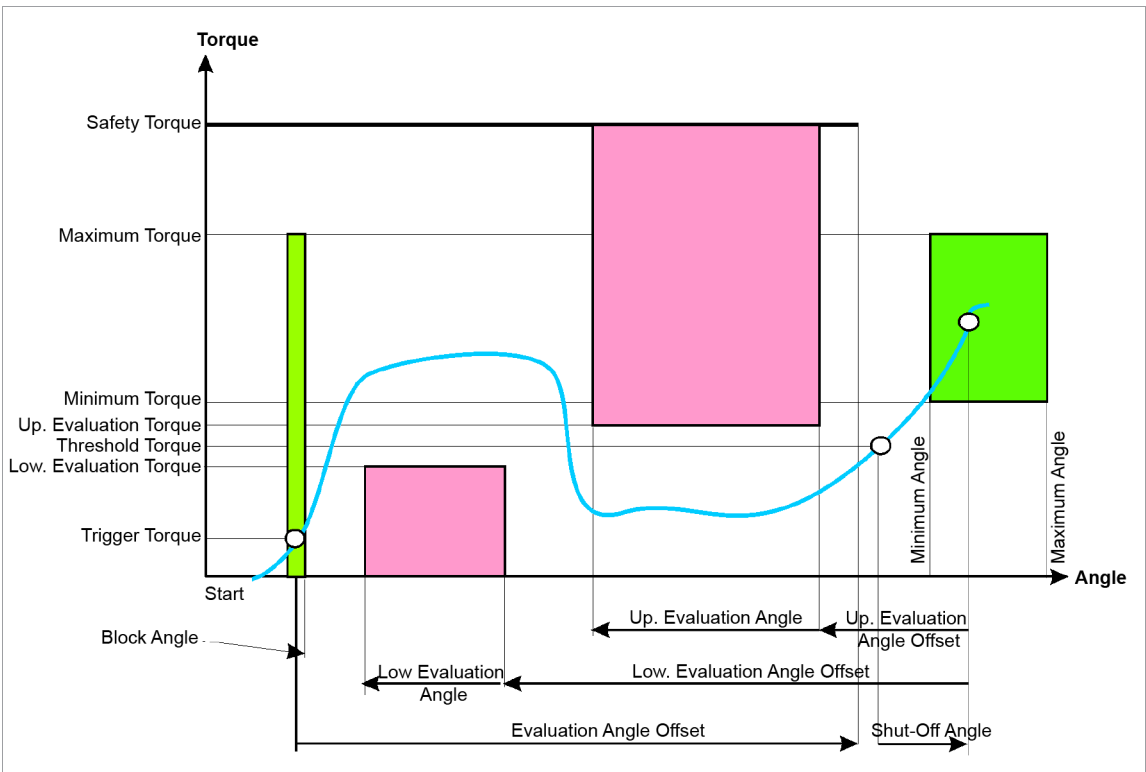 Torque
Safety Torque
Maximum Torque
Minimum Torque
Up. Evaluation Torque
Threshold Torque
Low. Evaluation Torque
Trigger Torque
Minimum Angle
Maximum Angle
Start
Angle
Block Angle
Up. Evaluation Angle
Up. Evaluation
Angle Offset
Low Evaluation
Angle
Low. Evaluation Angle Offset
Evaluation Angle Offset
Shut-Off Angle